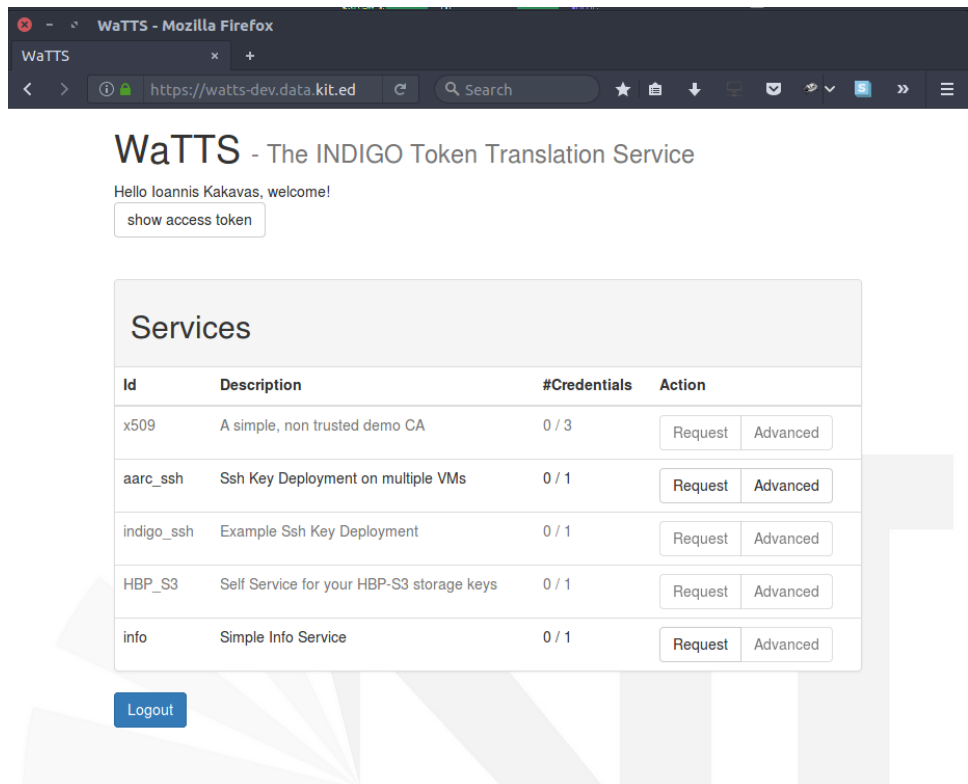 WaTTS - Mozilla Firefox
WaTTS × +
https://watts-dev.data.kit.ed Search
WaTTS - The INDIGO Token Translation Service
Hello Ioannis Kakavas, welcome!
show access token
Services
Id Description #Credentials Action
x509 A simple, non trusted demo CA 0 / 3 Request Advanced
aarc_ssh Ssh Key Deployment on multiple VMs 0 / 1 Request Advanced
indigo_ssh Example Ssh Key Deployment 0 / 1 Request Advanced
HBP_S3 Self Service for your HBP-S3 storage keys 0 / 1 Request Advanced
info Simple Info Service 0 / 1 Request Advanced
Logout